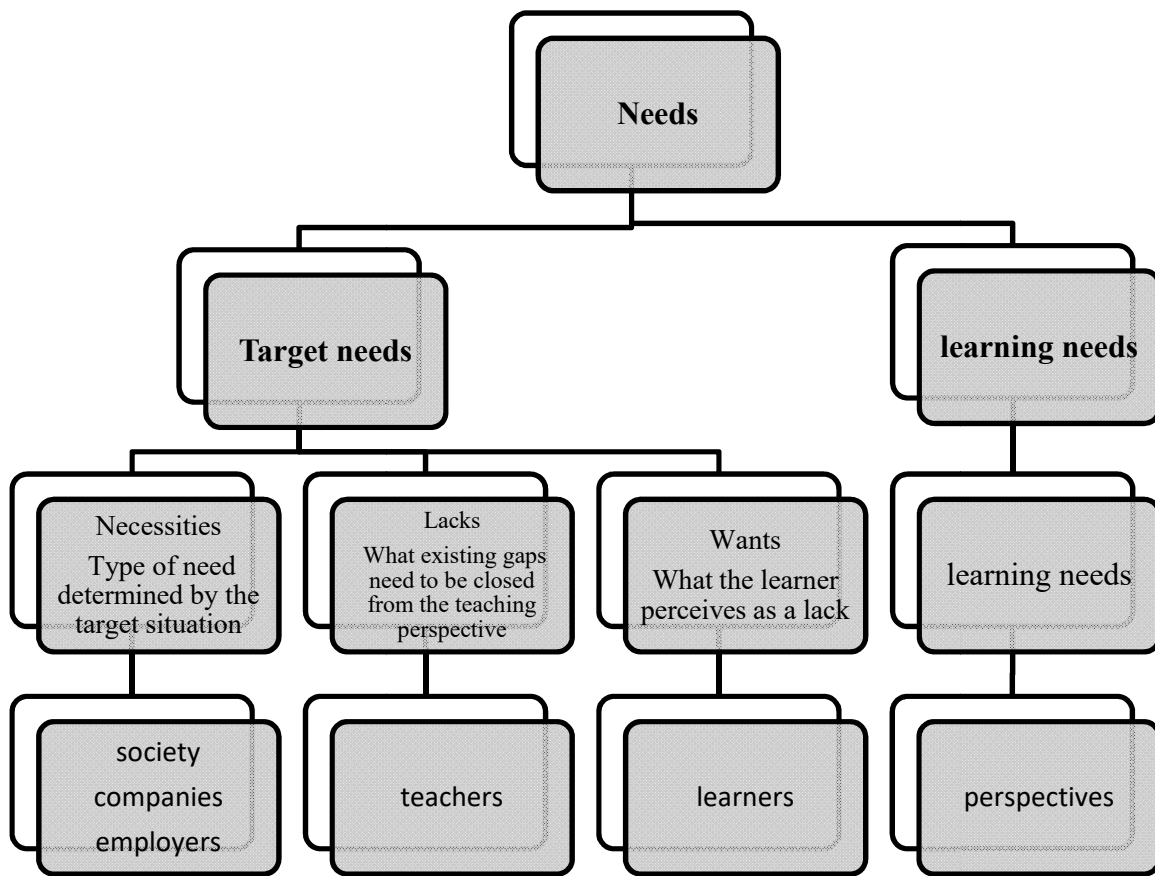 Needs
Target needs
learning needs
Necessities
Type of need
determined by the
target situation
Lacks
What existing gaps
need to be closed
from the teaching
perspective
Wants
What the learner
perceives as a lack
learning needs
society
companies
employers
teachers
learners
perspectives